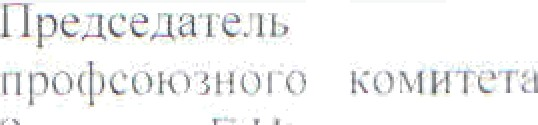 Председатель
профсоюзного комитета